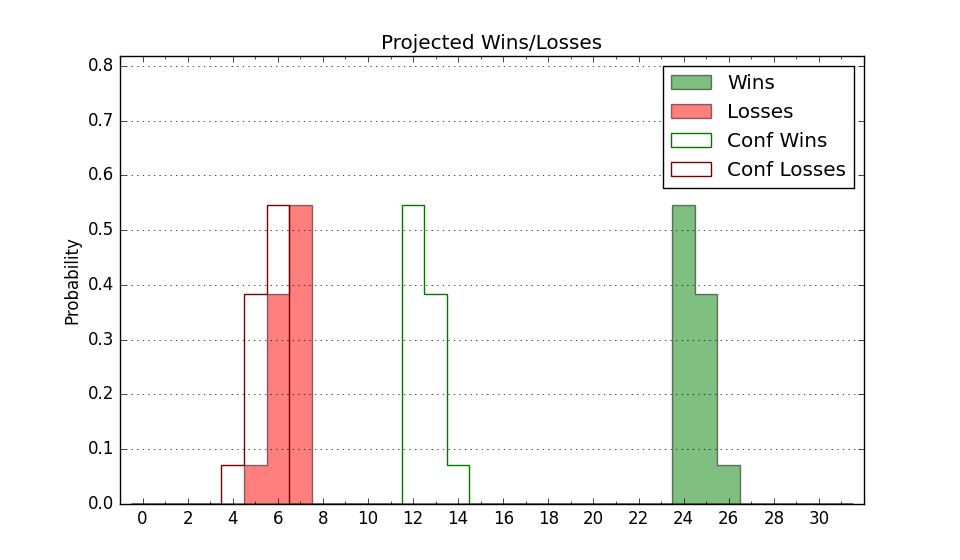 Projected Wins/Losses
Probability
0.8
0.7
0.6
0.5
0.4
0.3
0.2
0.1
0.0
Wins
Losses
Conf Wins
Conf Losses
0 2 4 6 8 10 12 14 16 18 20 22 24 26 28 30